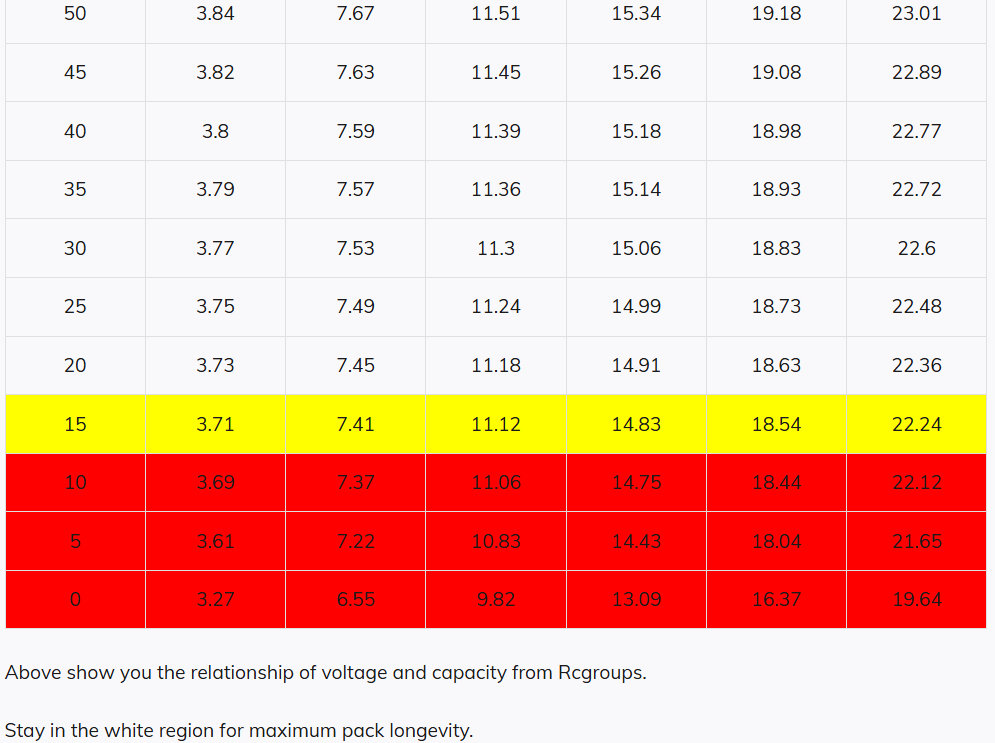 50 3.84 7.67 11.51 15.34 19.18 23.01
45 3.82 7.63 11.45 15.26 19.08 22.89
40 3.8 7.59 11.39 15.18 18.98 22.77
35 3.79 7.57 11.36 15.14 18.93 22.72
30 3.77 7.53 11.3 15.06 18.83 22.6
25 3.75 7.49 11.24 14.99 18.73 22.48
20 3.73 7.45 11.18 14.91 18.63 22.36
15 3.71 7.41 11.12 14.83 18.54 22.24
10 3.69 7.37 11.06 14.75 18.44 22.12
5 3.61 7.22 10.83 14.43 18.04 21.65
0 3.27 6.55 9.82 13.09 16.37 19.64
Above show you the relationship of voltage and capacity from Rcgroups.
Stay in the white region for maximum pack longevity.